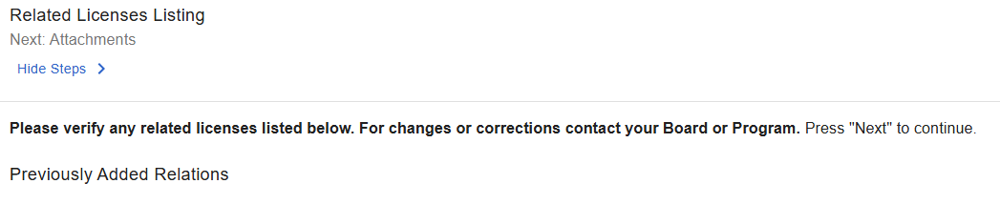 Related Licenses Listing
Next: Attachments
Hide Steps
Please verify any related licenses listed below. For changes or corrections contact your Board or Program. Press "Next" to continue.
Previously Added Relations